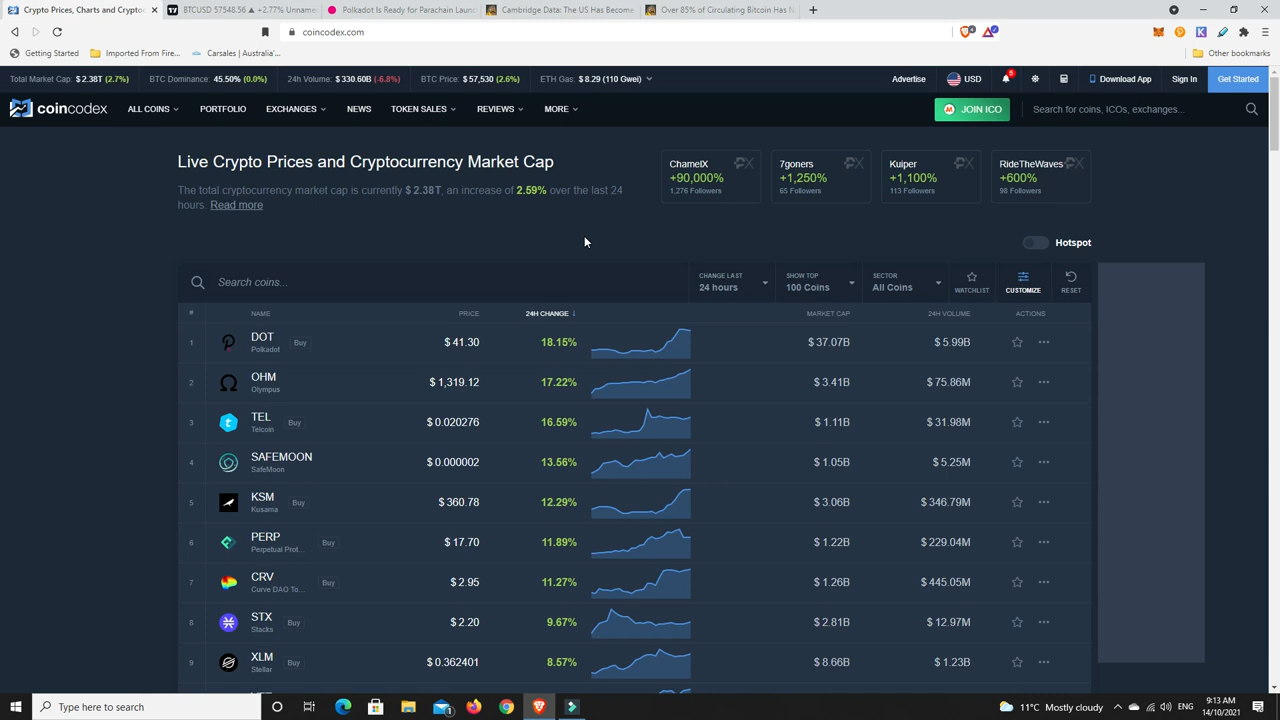 Crypto Prices, Charts and Cryptoc
BTCUSD 57548.56 ▲ +2.77% Unname
Polkadot Is Ready for Parachain Launc
Cambridge Data: The US Has Become
Over 85% of Circulating Bitcoin Has N
coincodex.com
Getting Started
Imported From Fire...
Carsales | Australia's...
Other bookmarks
Total Market Cap: $ 2.38T (2.7%)
BTC Dominance: 45.50% (0.0%)
24h Volume: $ 330.60B (-6.8%)
BTC Price: $ 57,530 (2.6%)
ETH Gas: $ 8.29 (110 Gwei)
Advertise
USD
5
Download App
Sign In
Get Started
coincodex
ALL COINS
PORTFOLIO
EXCHANGES
NEWS
TOKEN SALES
REVIEWS
MORE
JOIN ICO
Search for coins, ICOs, exchanges...
Live Crypto Prices and Cryptocurrency Market Cap
The total cryptocurrency market cap is currently $ 2.38T, an increase of 2.59% over the last 24
hours. Read more
ChamelX
+90,000%
1,276 Followers
7goners
+1,250%
65 Followers
Kuiper
+1,100%
113 Followers
RideTheWaves
+600%
98 Followers
Hotspot
Search coins...
CHANGE LAST
24 hours
SHOW TOP
100 Coins
SECTOR
All Coins
WATCHLIST
CUSTOMIZE
RESET
# NAME PRICE 24H CHANGE ↓ MARKET CAP 24H VOLUME ACTIONS
1 DOT Buy $ 41.30 18.15% $ 37.07B $ 5.99B
Polkadot
2 OHM $ 1,319.12 17.22% $ 3.41B $ 75.86M
Olympus
3 TEL Buy $ 0.020276 16.59% $ 1.11B $ 31.98M
Telcoin
4 SAFEMOON $ 0.000002 13.56% $ 1.05B $ 5.25M
SafeMoon
5 KSM Buy $ 360.78 12.29% $ 3.06B $ 346.79M
Kusama
6 PERP Buy $ 17.70 11.89% $ 1.22B $ 229.04M
Perpetual Prot...
7 CRV Buy $ 2.95 11.27% $ 1.26B $ 445.05M
Curve DAO To...
8 STX Buy $ 2.20 9.67% $ 2.81B $ 12.97M
Stacks
9 XLM Buy $ 0.362401 8.57% $ 8.66B $ 1.23B
Stellar
Type here to search
11°C Mostly cloudy
ENG
9:13 AM
14/10/2021